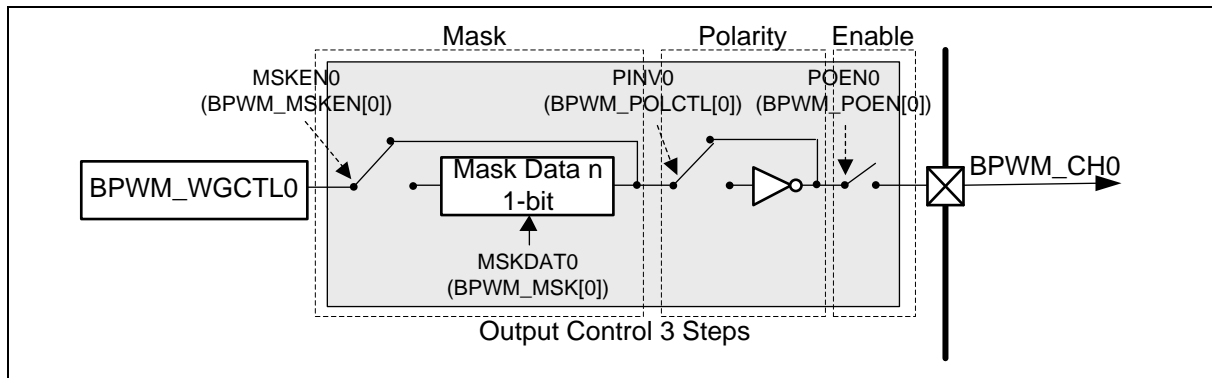 Mask
Polarity
Enable
MSKEN0
(BPWM_MSKEN[0])
PINV0
(BPWM_POLCTL[0])
POEN0
(BPWM_POEN[0])
BPWM_WGCTL0
Mask Data n
1-bit
BPWM_CH0
MSKDAT0
(BPWM_MSK[0])
Output Control 3 Steps